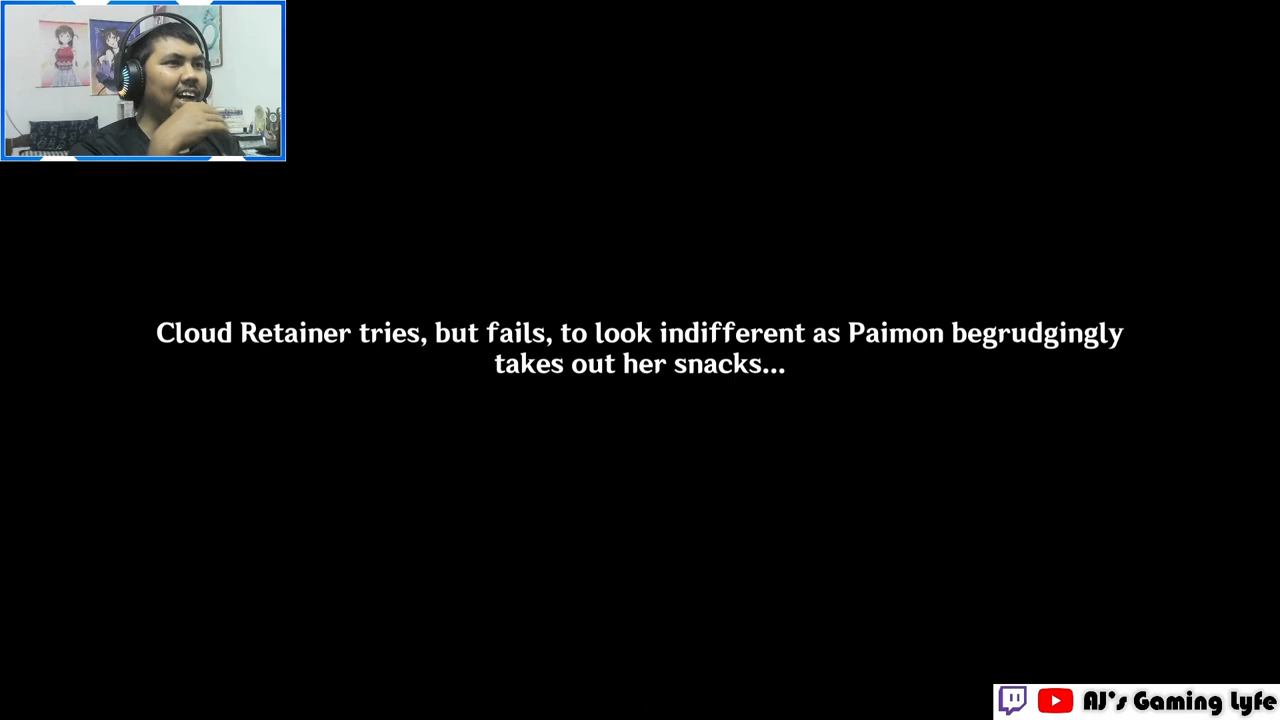 Cloud Retainer tries, but fails, to look indifferent as Paimon begrudgingly
takes out her snacks...
AJ's Gaming Lyfe